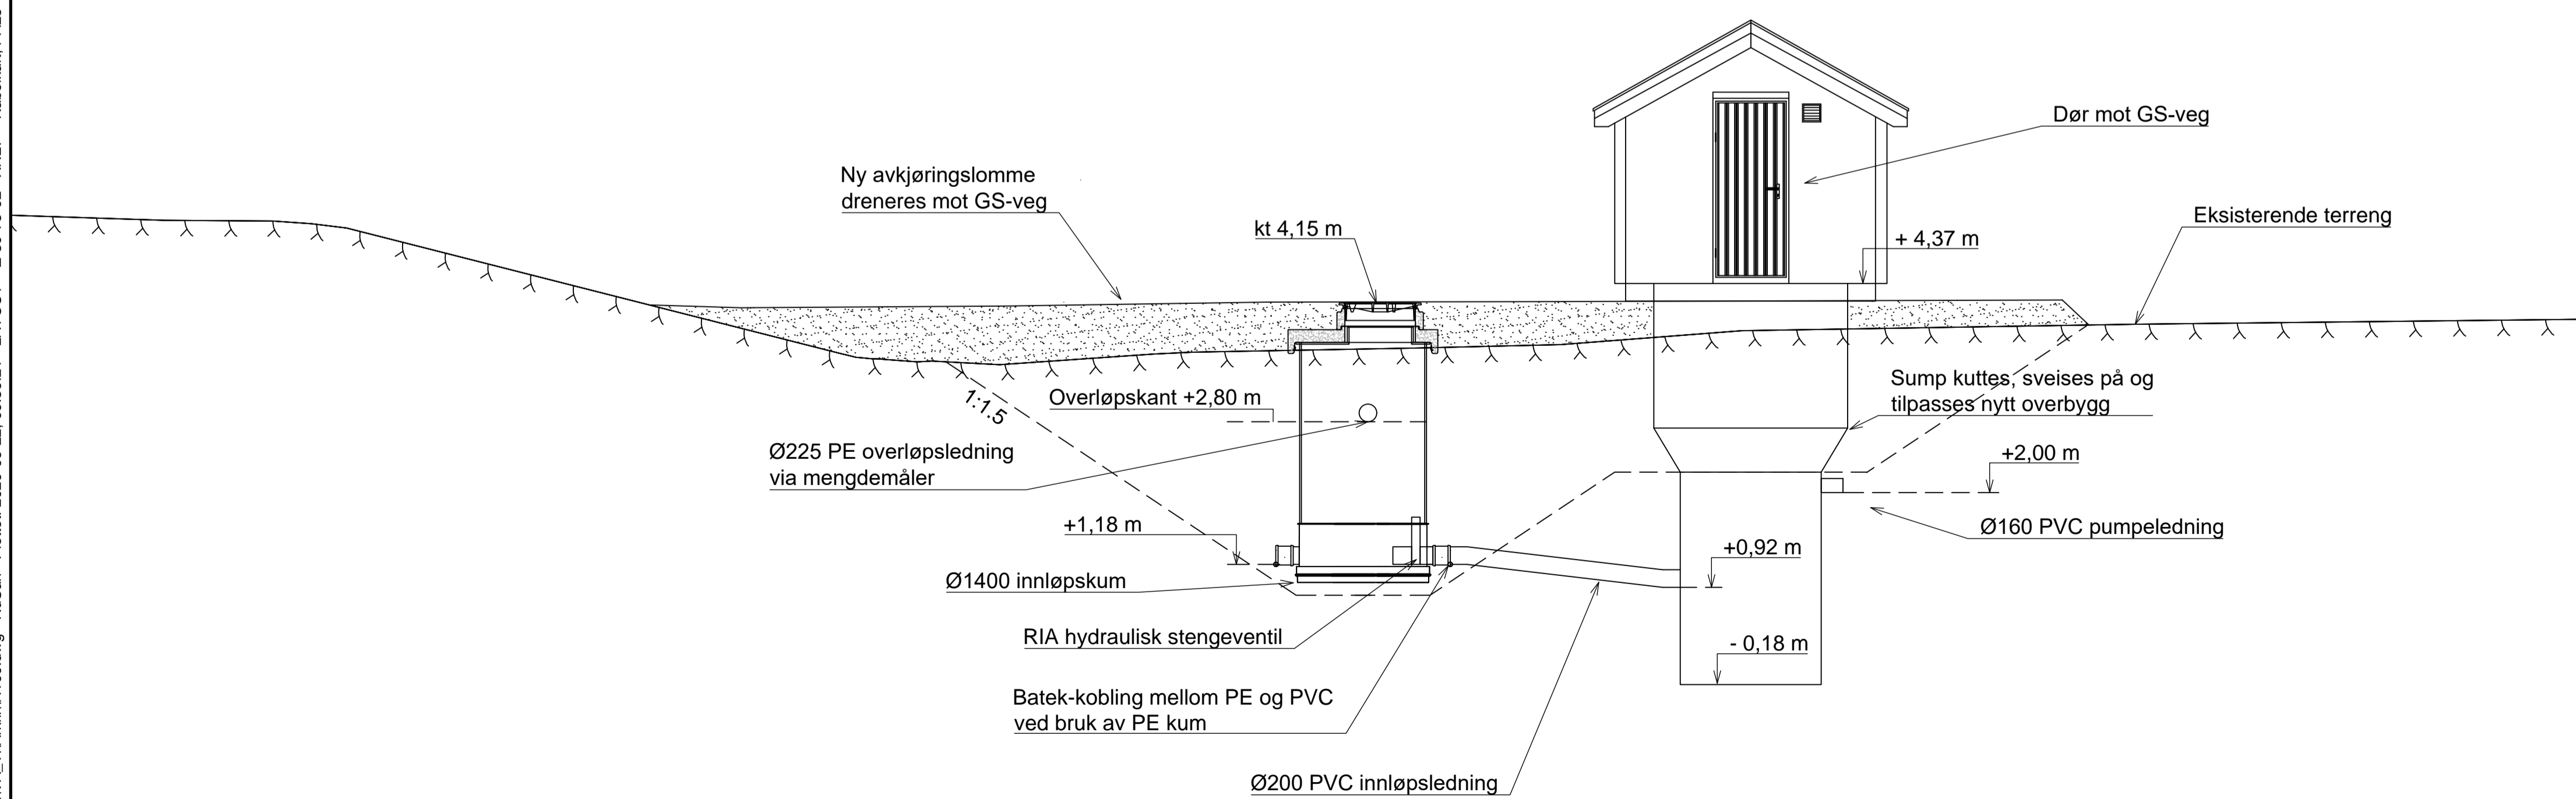 Dør mot GS-veg
Ny avkjøringslomme
dreneres mot GS-veg
kt 4,15 m
+ 4,37 m
Eksisterende terreng
1:1.5
Overløpskant +2,80 m
Sump kuttes, sveises på og
tilpasses nytt overbygg
Ø225 PE overløpsledning
via mengdemåler
+2,00 m
+1,18 m
Ø160 PVC pumpeledning
+0,92 m
Ø1400 innløpskum
RIA hydraulisk stengeventil
- 0,18 m
Batek-kobling mellom PE og PVC
ved bruk av PE kum
Ø200 PVC innløpsledning